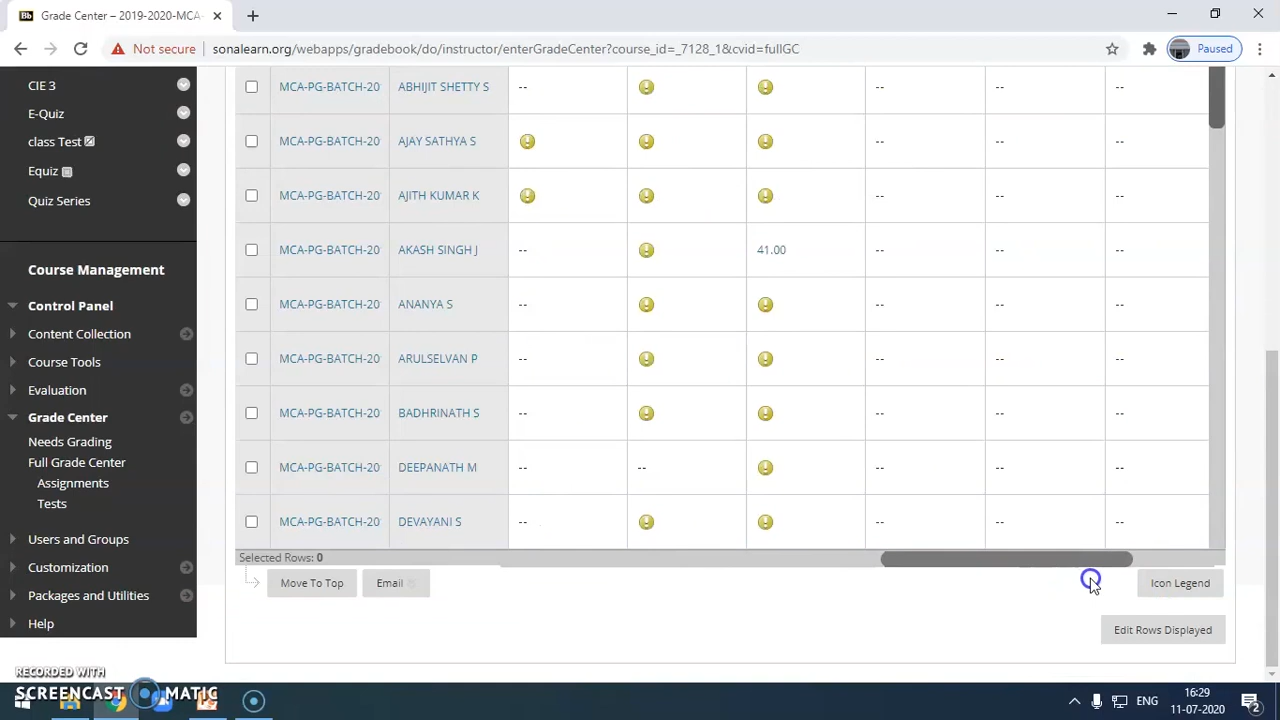 Grade Center – 2019-2020-MCA-
Not secure
sonalearn.org/webapps/gradebook/do/instructor/enterGradeCenter?course_id=_7128_1&cvid=fullGC
Paused
CIE 3
E-Quiz
class Test
Equiz
Quiz Series
Course Management
Control Panel
Content Collection
Course Tools
Evaluation
Grade Center
Needs Grading
Full Grade Center
Assignments
Tests
Users and Groups
Customization
Packages and Utilities
Help
MCA-PG-BATCH-20 ABHIJIT SHETTY S -- -- -- --
MCA-PG-BATCH-20 AJAY SATHYA S -- -- --
MCA-PG-BATCH-20 AJITH KUMAR K -- -- --
MCA-PG-BATCH-20 AKASH SINGH J -- 41.00 -- -- --
MCA-PG-BATCH-20 ANANYA S -- -- -- --
MCA-PG-BATCH-20 ARULSELVAN P -- -- -- --
MCA-PG-BATCH-20 BADHRINATH S -- -- -- --
MCA-PG-BATCH-20 DEEPANATH M -- -- -- -- --
MCA-PG-BATCH-20 DEVAYANI S -- -- -- --
Selected Rows: 0
Move To Top Email Icon Legend
Edit Rows Displayed
RECORDED WITH
SCREENCAST MATIC
ENG
16:29
11-07-2020
2